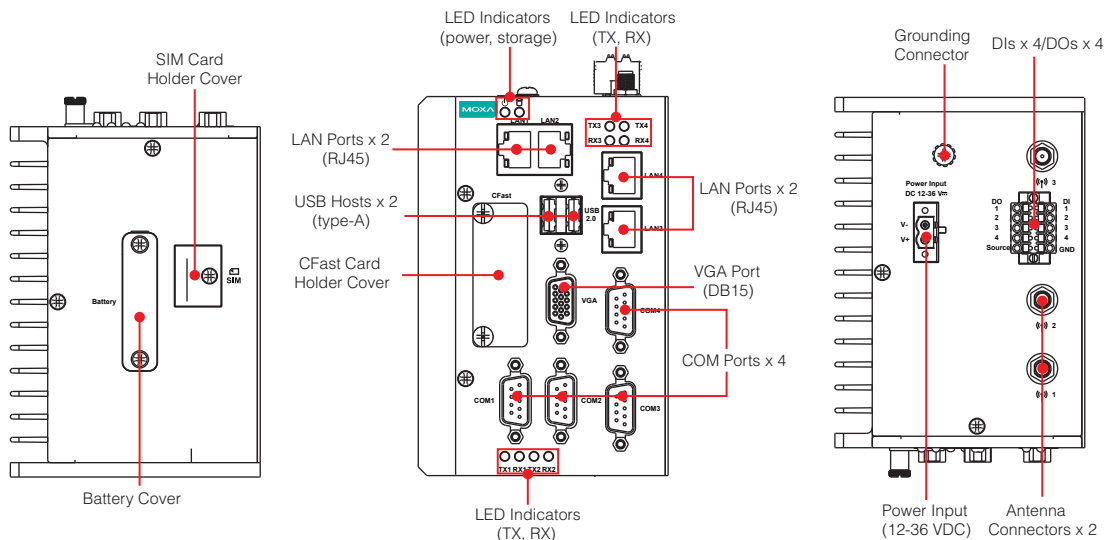 SIM Card
Holder Cover
Battery
SIM
Battery Cover
LED Indicators
(power, storage)
LED Indicators
(TX, RX)
MOXA
LAN1
LAN2
TX3
TX4
RX3
RX4
LAN Ports x 2
(RJ45)
LAN4
CFast
USB Hosts x 2
(type-A)
USB
2.0
LAN3
LAN Ports x 2
(RJ45)
CFast Card
Holder Cover
VGA
VGA Port
(DB15)
COM4
COM Ports x 4
COM1
COM2
COM3
TX1 RX1 TX2 RX2
LED Indicators
(TX, RX)
Grounding
Connector
DIs x 4/DOs x 4
3
Power Input
DC 12-36 V
V-
V+
DO
1
2
3
4
Source
DI
1
2
3
4
GND
2
1
Power Input
(12-36 VDC)
Antenna
Connectors x 2